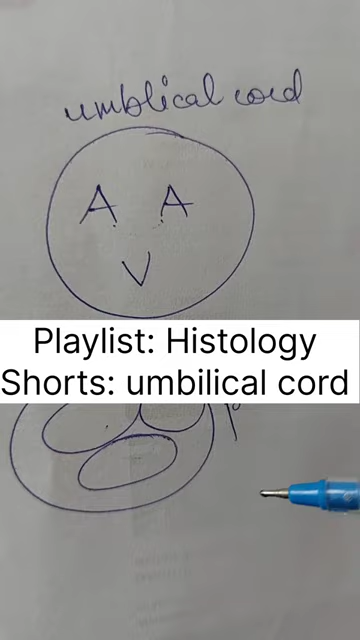 umblical cord
A A
V
Playlist: Histology
Shorts: umbilical cord